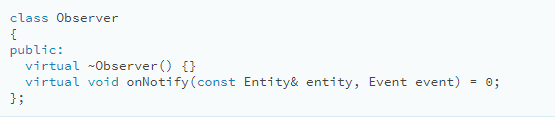 class Observer
{
public:
  virtual ~Observer() {}
  virtual void onNotify(const Entity& entity, Event event) = 0;
};